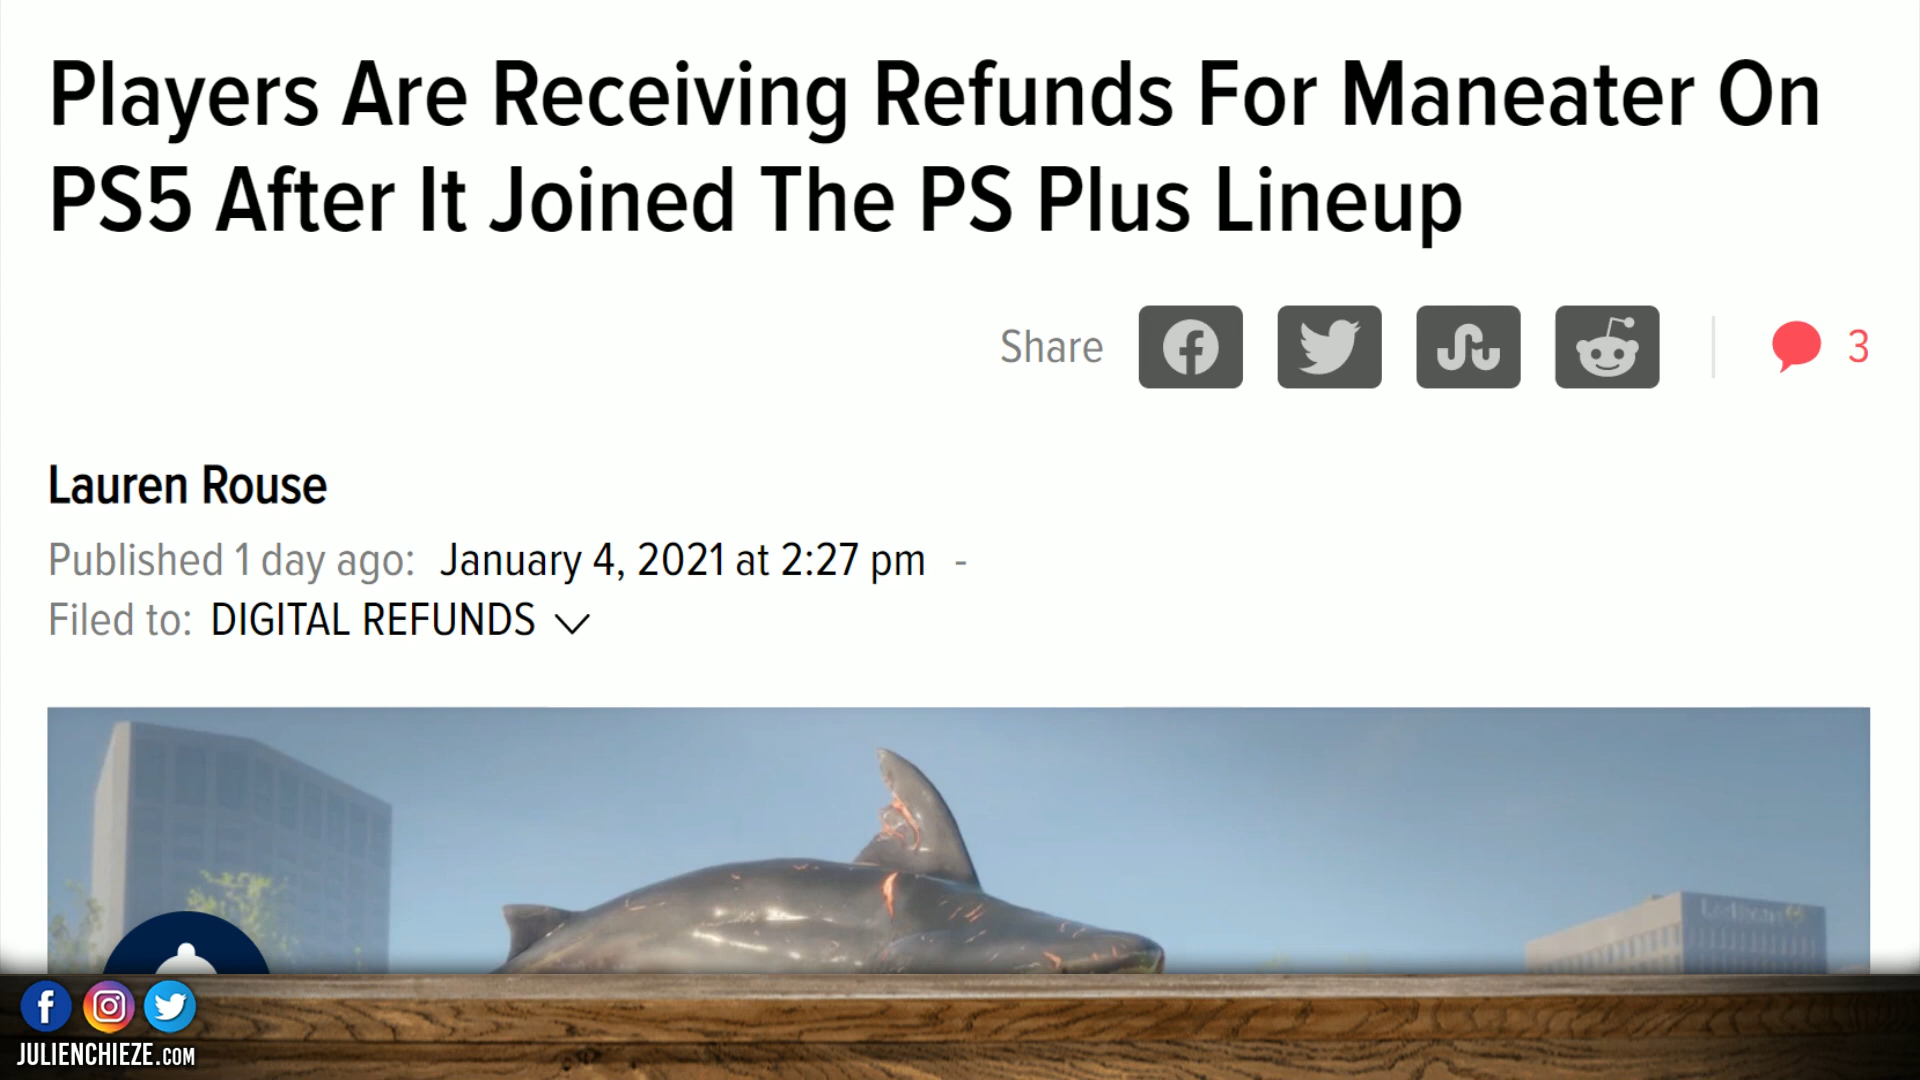 Players Are Receiving Refunds For Maneater On
PS5 After It Joined The PS Plus Lineup
Share
3
Lauren Rouse
Published 1 day ago: January 4, 2021 at 2:27 pm -
Filed to: DIGITAL REFUNDS
JULIENCHIEZE.COM